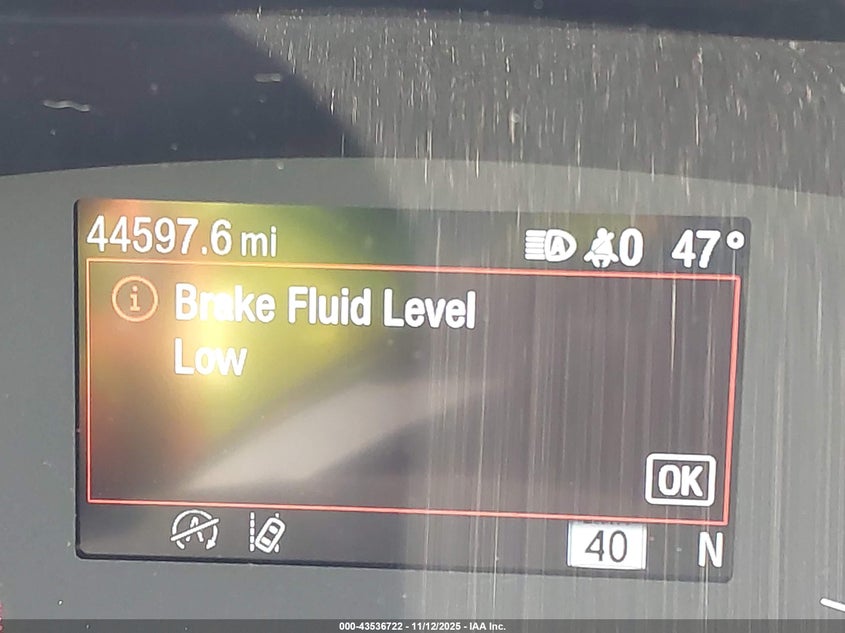 44597.6 mi A 0 47°
i Brake Fluid Level
Low
OK
A 40 N
000-43536722 - 11/12/2025 - IAA Inc.